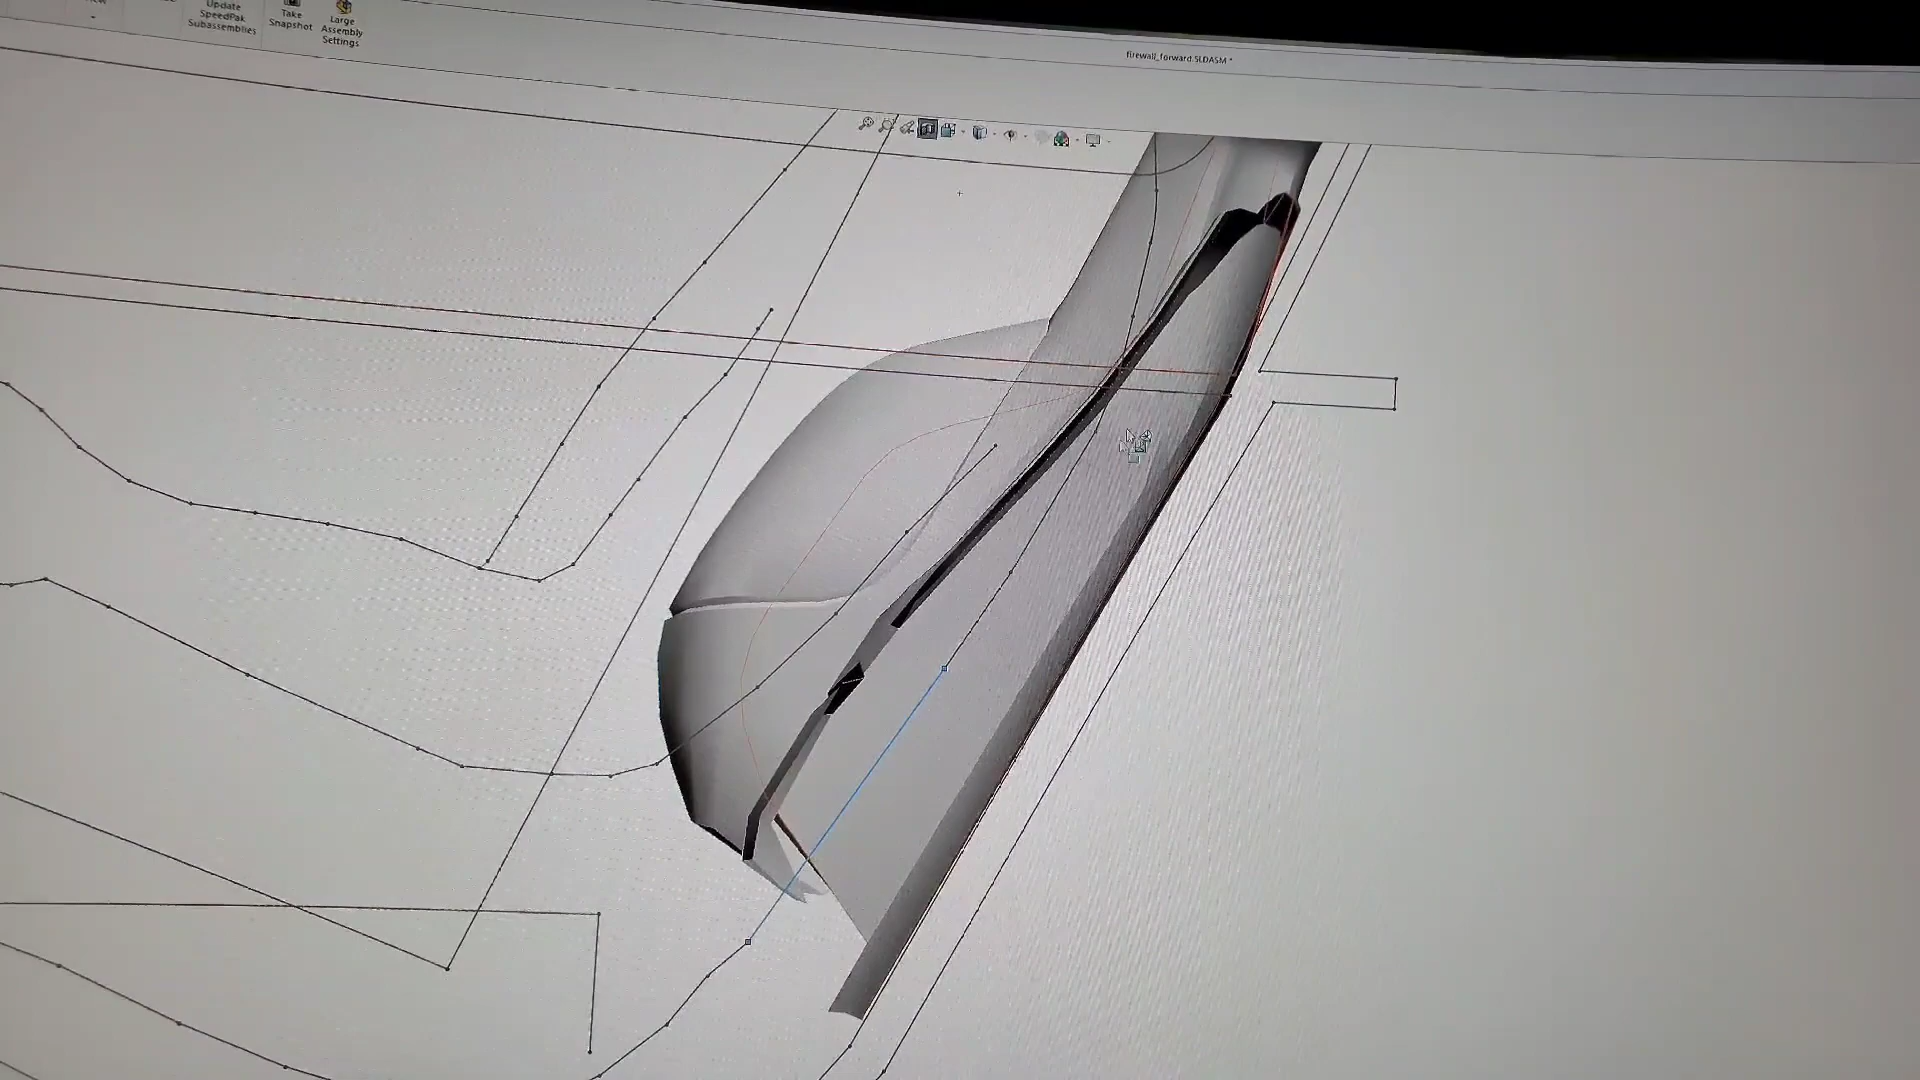 Update
SpeedPak
Subassemblies
Take
Snapshot
Large
Assembly
Settings
firewall_forward.SLDASM *